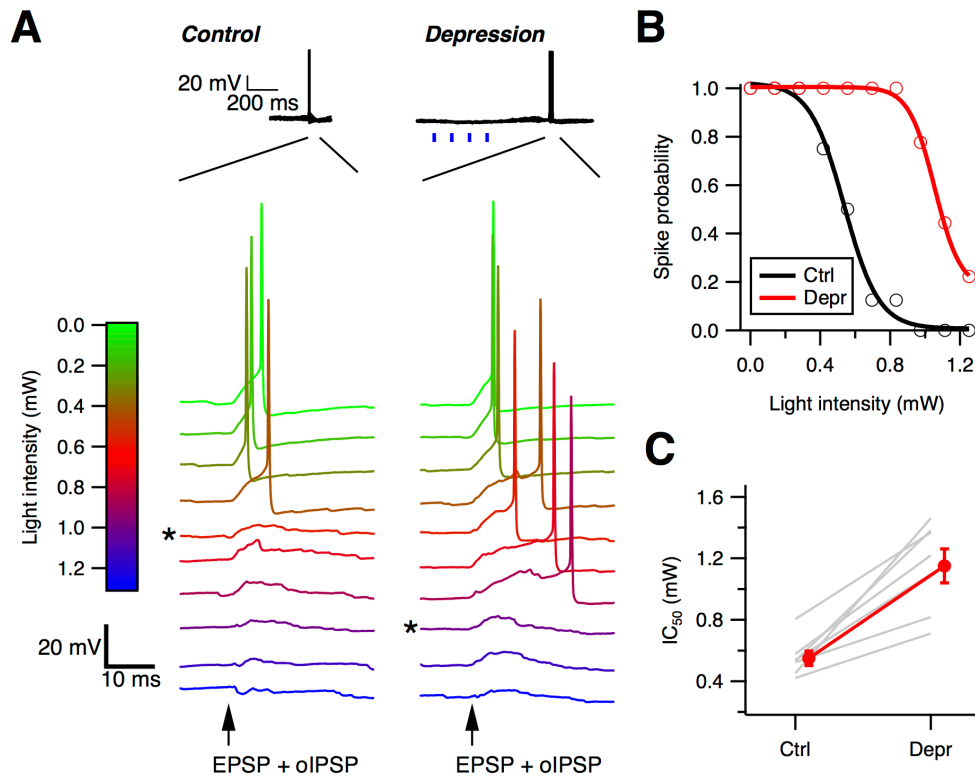 A
Control
Depression
20 mV
200 ms
Light intensity (mW)
0.0
0.2
0.4
0.6
0.8
1.0
1.2
*
*
20 mV
10 ms
EPSP + oIPSP
EPSP + oIPSP
B
Spike probability
1.0
0.8
0.6
0.4
0.2
0.0
Ctrl
Depr
0.0 0.4 0.8 1.2
Light intensity (mW)
C
IC50 (mW)
1.6
1.2
0.8
0.4
Ctrl Depr